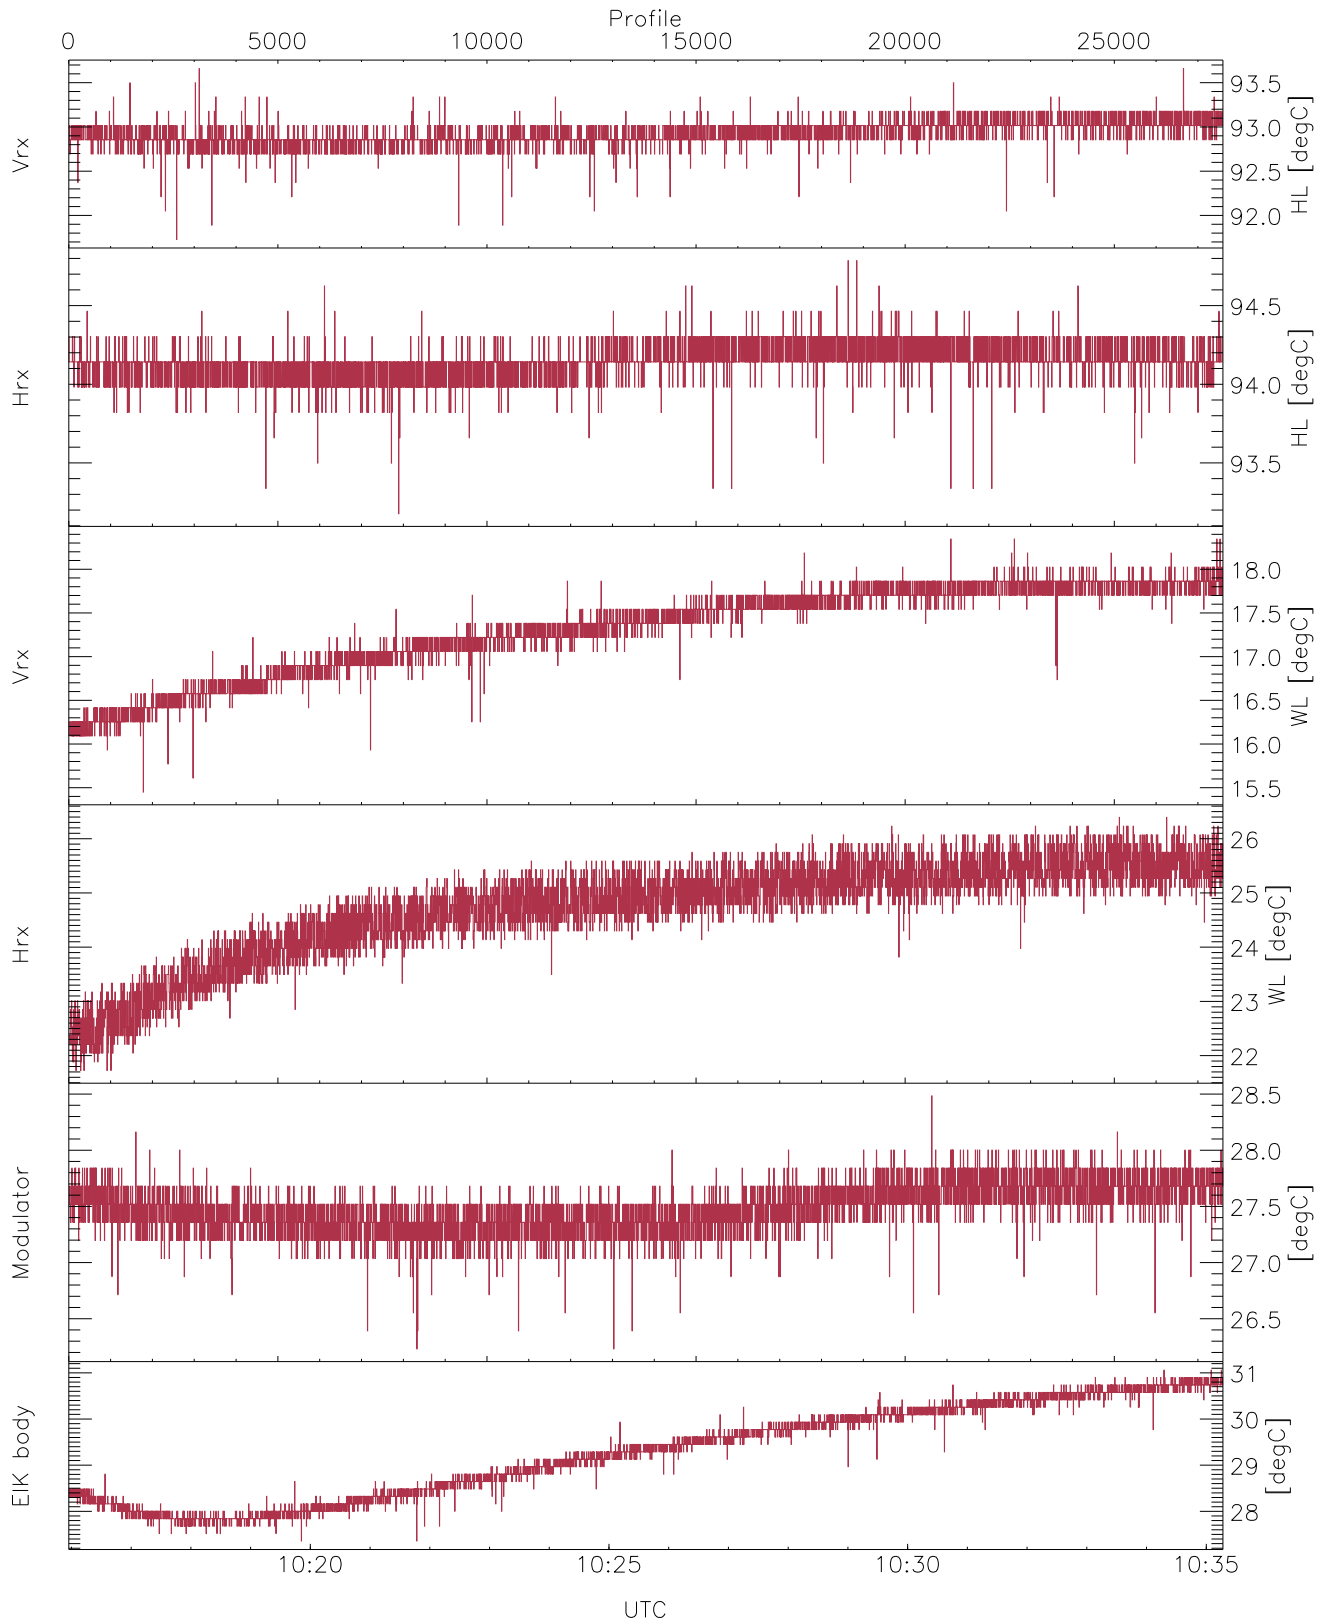 Profile
0 5000 10000 15000 20000 25000
Vrx
93.5
93.0
92.5
92.0
HL [degC]
Hrx
94.5
94.0
93.5
HL [degC]
Vrx
18.0
17.5
17.0
16.5
16.0
15.5
WL [degC]
Hrx
26
25
24
23
22
WL [degC]
Modulator
28.5
28.0
27.5
27.0
26.5
[degC]
EIK body
31
30
29
28
[degC]
10:20 10:25 10:30 10:35
UTC